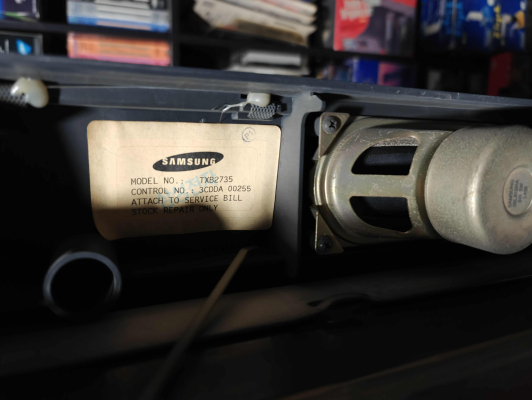 SAMSUNG
MODEL NO.: TXB2735
CONTROL NO.: 3CDDA 00255
ATTACH TO SERVICE BILL
STOCK REPAIR ONLY